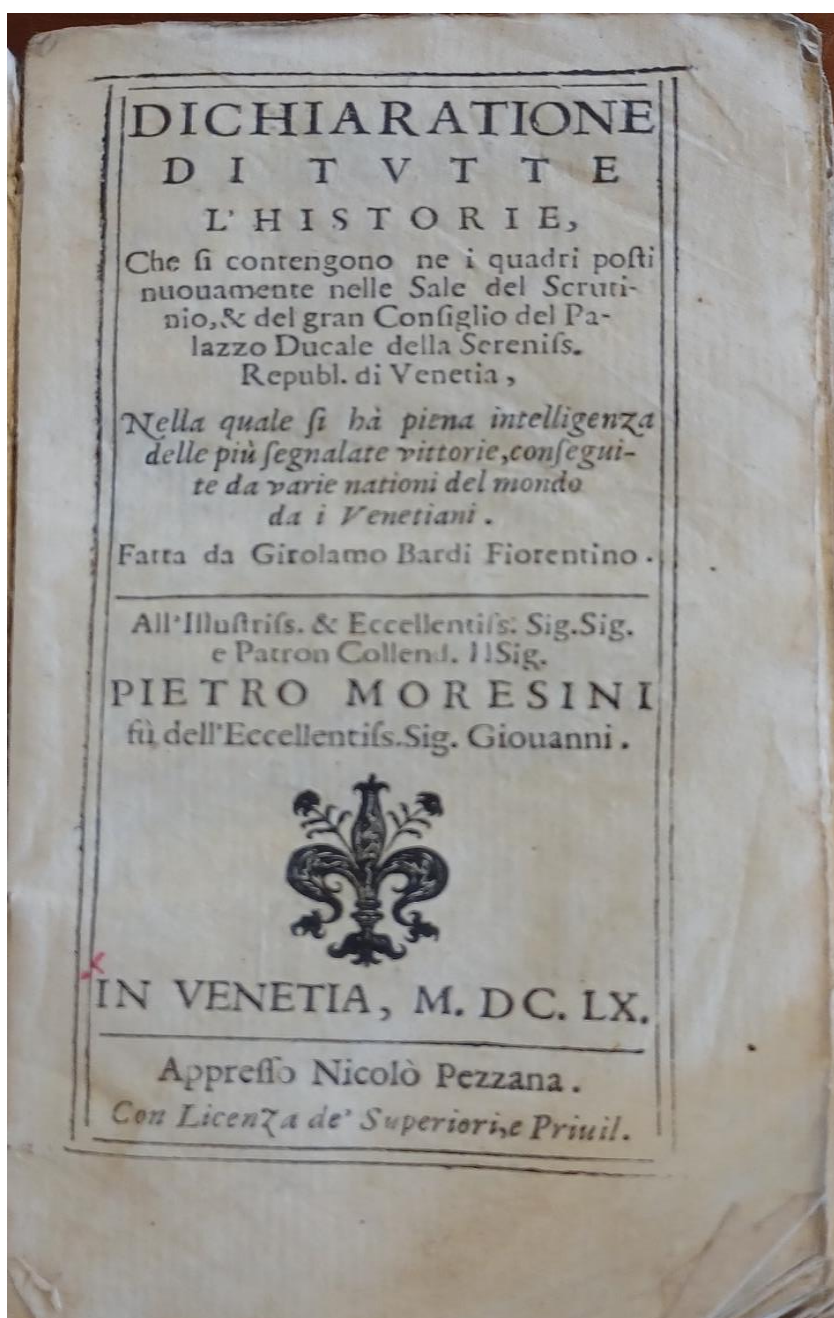 DICHIARATIONE
DI TVTTE
L'HISTORIE,
Che ſi contengono ne i quadri poſti
nuouamente nelle Sale del Scruti-
nio, & del gran Conſiglio del Pa-
lazzo Ducale della Sereniſs.
Republ. di Venetia,
Nella quale ſi hà piena intelligenza
delle più ſegnalate vittorie, conſegui-
te da varie nationi del mondo
da i Venetiani.
Fatta da Girolamo Bardi Fiorentino.
All'Illuſtriſs. & Eccellentiſs. Sig. Sig.
e Patron Collend. Il Sig.
PIETRO MORESINI
fù dell'Eccellentiſs. Sig. Giouanni.
IN VENETIA, M. DC. LX.
Appreſſo Nicolò Pezzana.
Con Licenza de' Superiori, e Priuil.